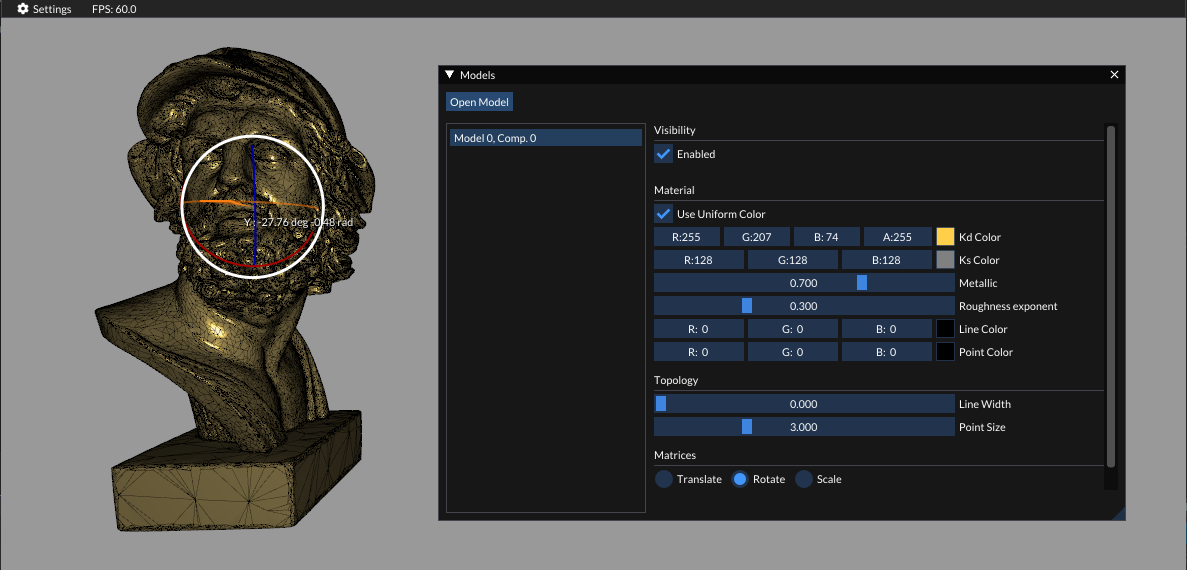 Settings FPS: 60.0
Models
Open Model
Model 0, Comp. 0
Visibility
Enabled
Material
Use Uniform Color
R:255 G:207 B: 74 A:255 Kd Color
R:128 G:128 B:128 Ks Color
0.700 Metallic
0.300 Roughness exponent
R: 0 G: 0 B: 0 Line Color
R: 0 G: 0 B: 0 Point Color
Topology
0.000 Line Width
3.000 Point Size
Matrices
Translate Rotate Scale
Y : -27.76 deg -0.48 rad